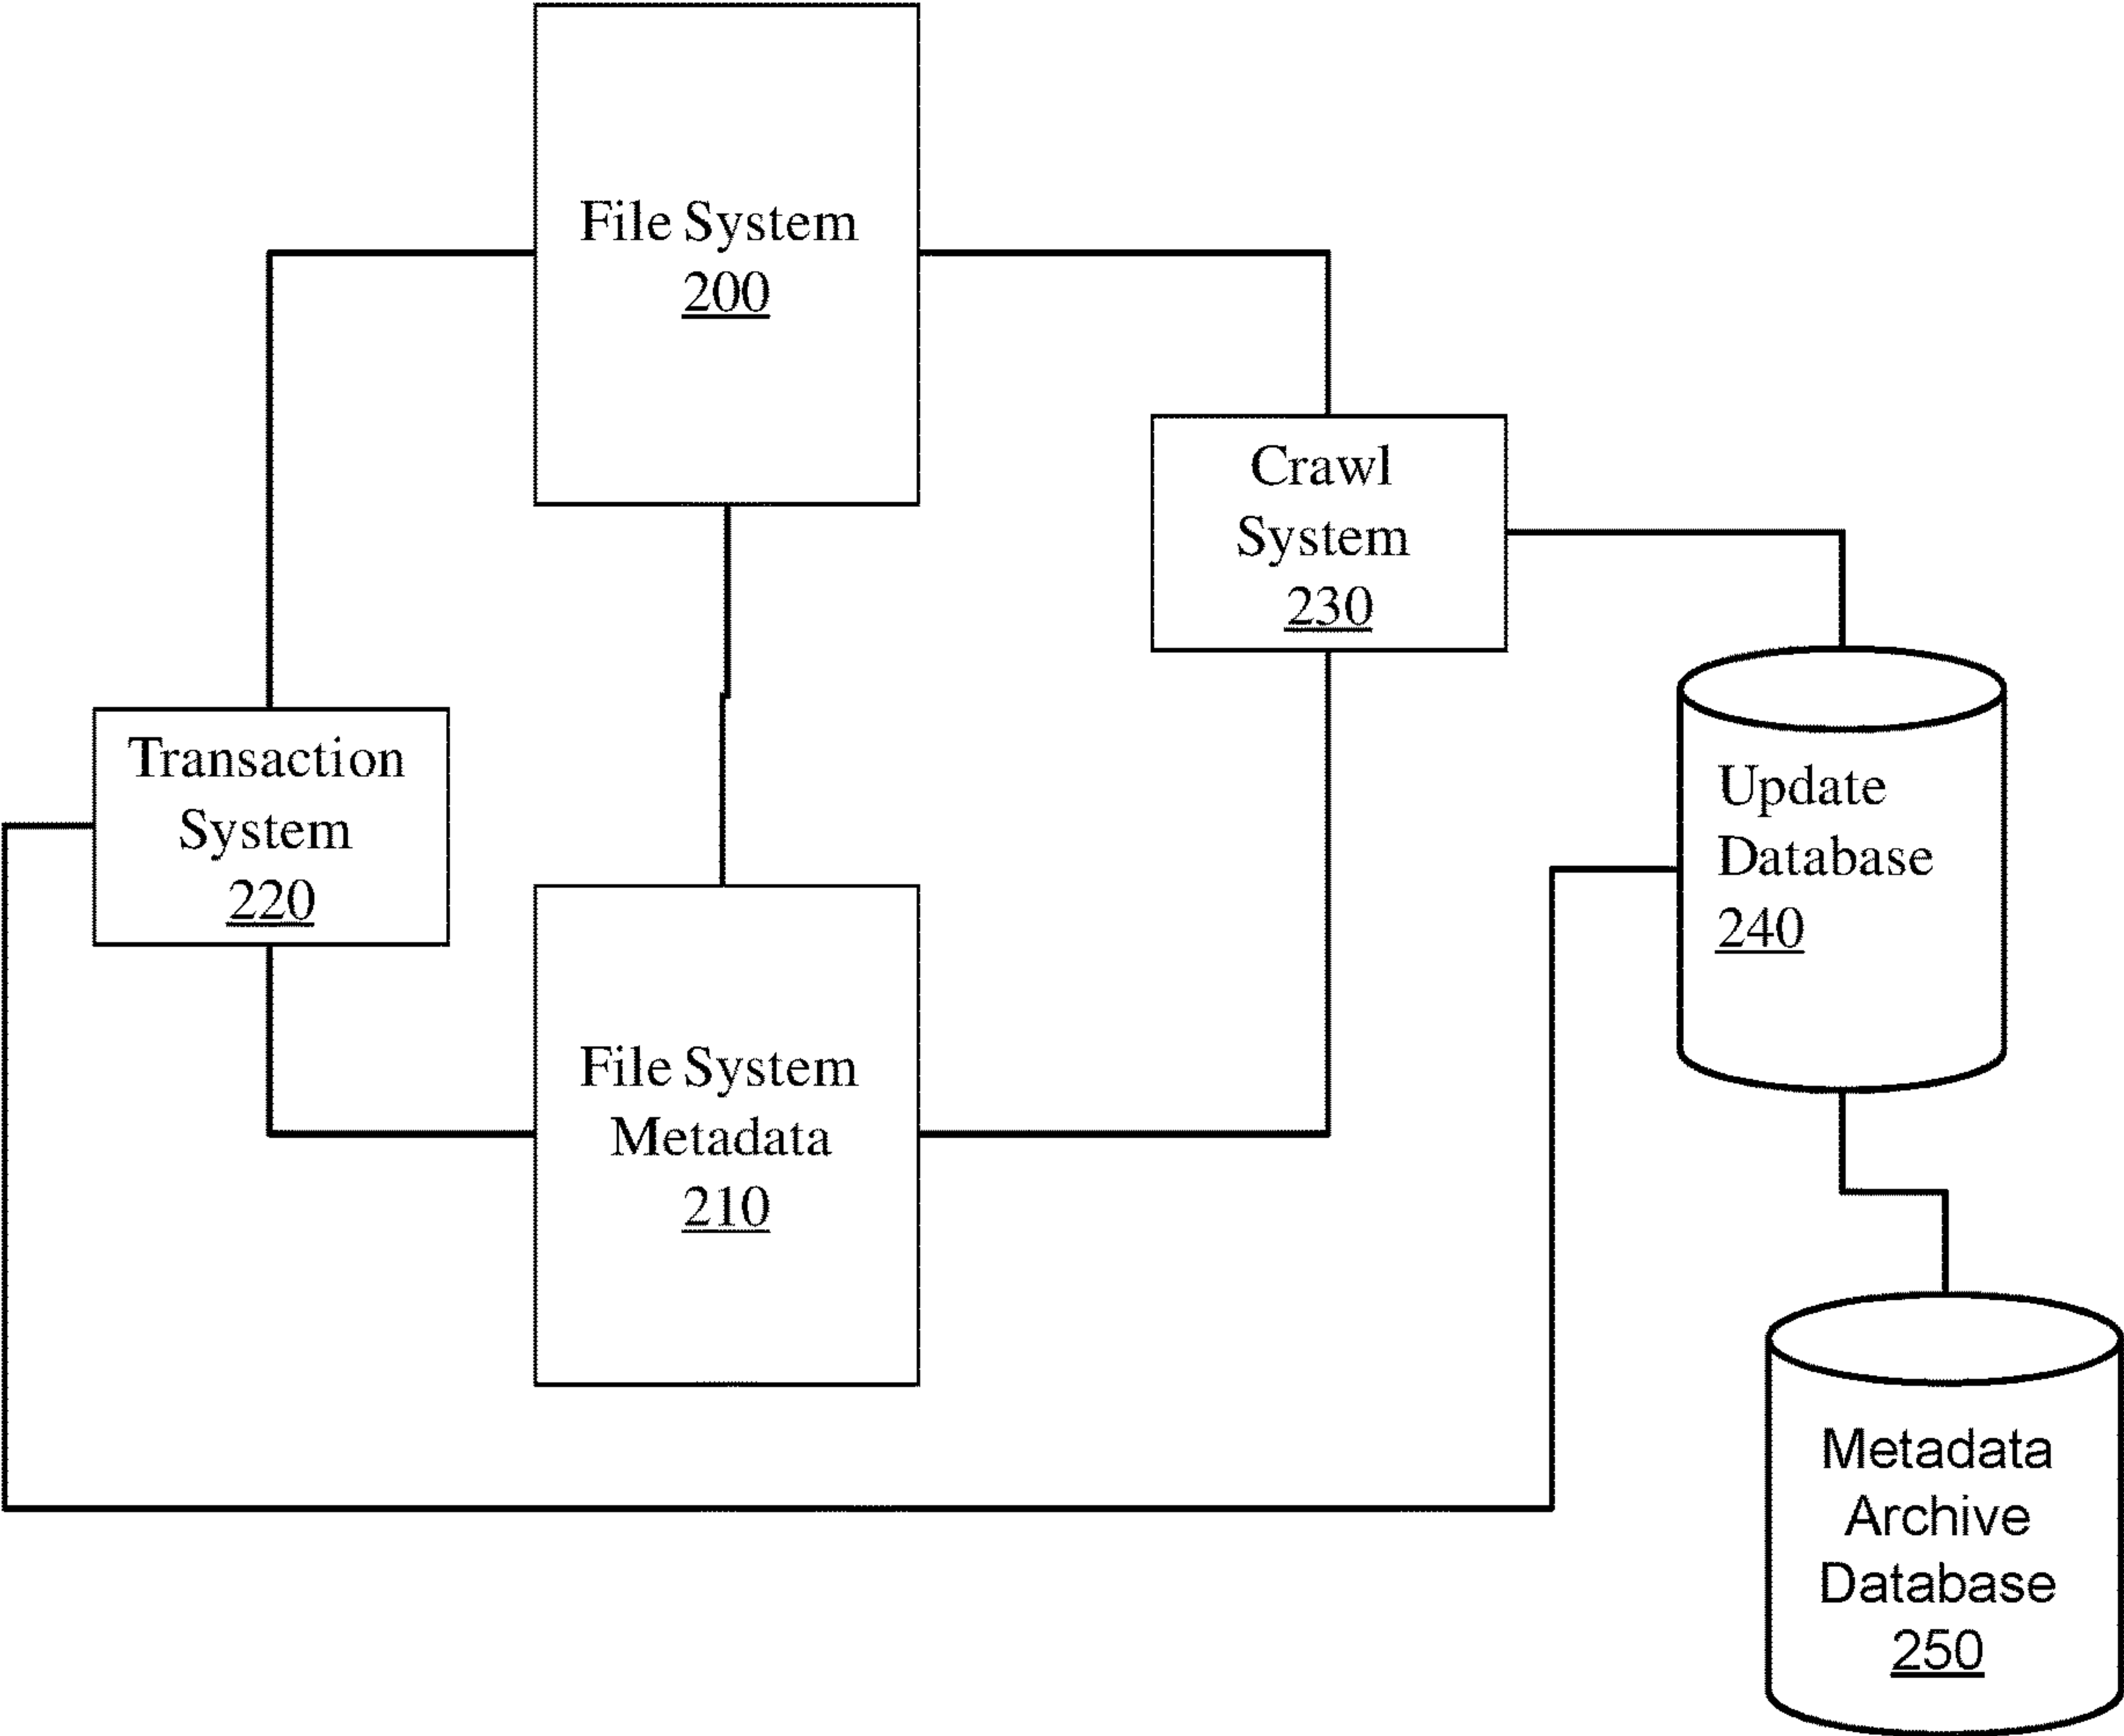 File System
200
Crawl
System
230
Transaction
System
220
Update
Database
240
File System
Metadata
210
Metadata
Archive
Database
250